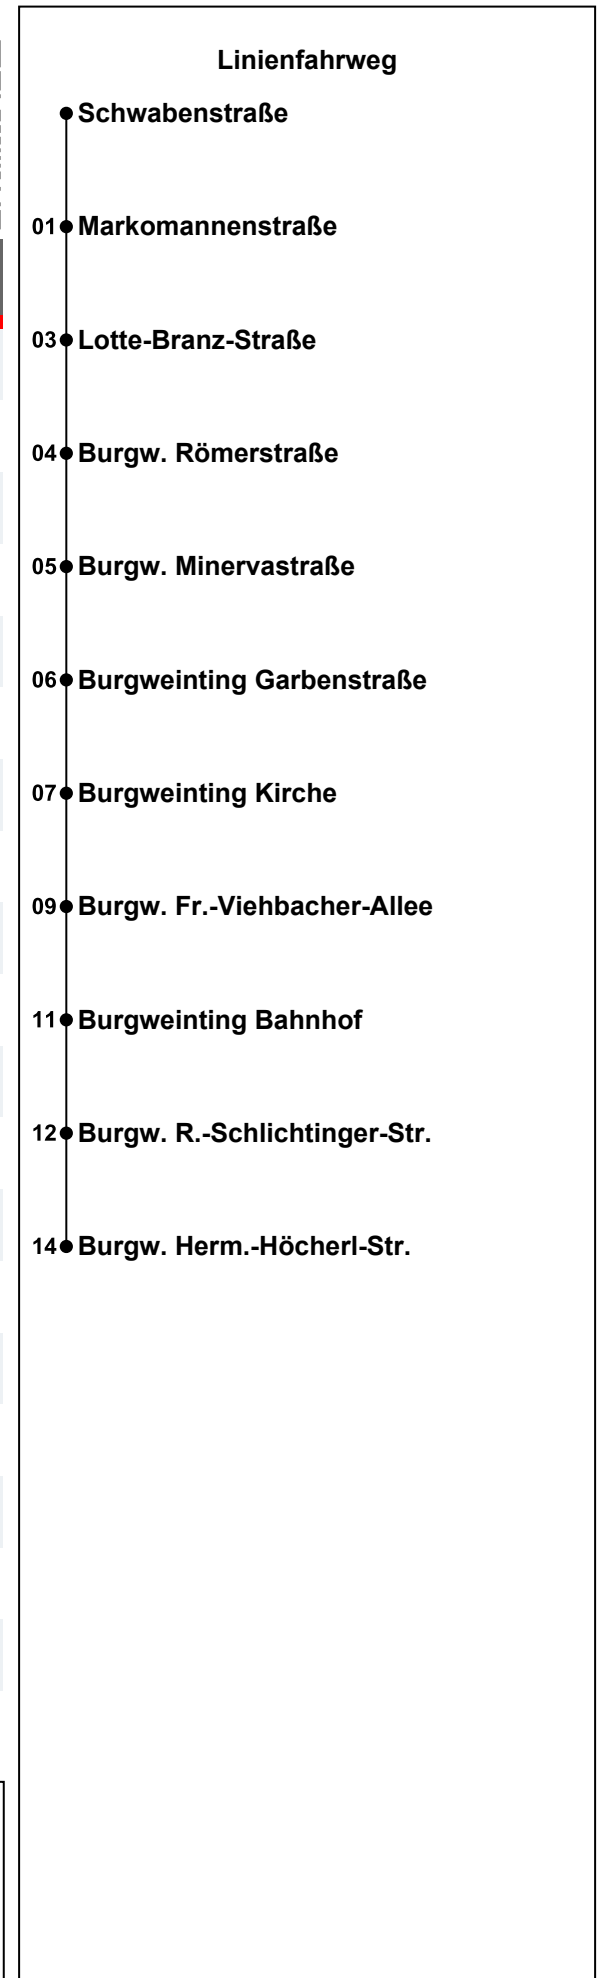 Linienfahrweg
Schwabenstraße
01 Markomannenstraße
03 Lotte-Branz-Straße
04 Burgw. Römerstraße
05 Burgw. Minervastraße
06 Burgweinting Garbenstraße
07 Burgweinting Kirche
09 Burgw. Fr.-Viehbacher-Allee
11 Burgweinting Bahnhof
12 Burgw. R.-Schlichtinger-Str.
14 Burgw. Herm.-Höcherl-Str.